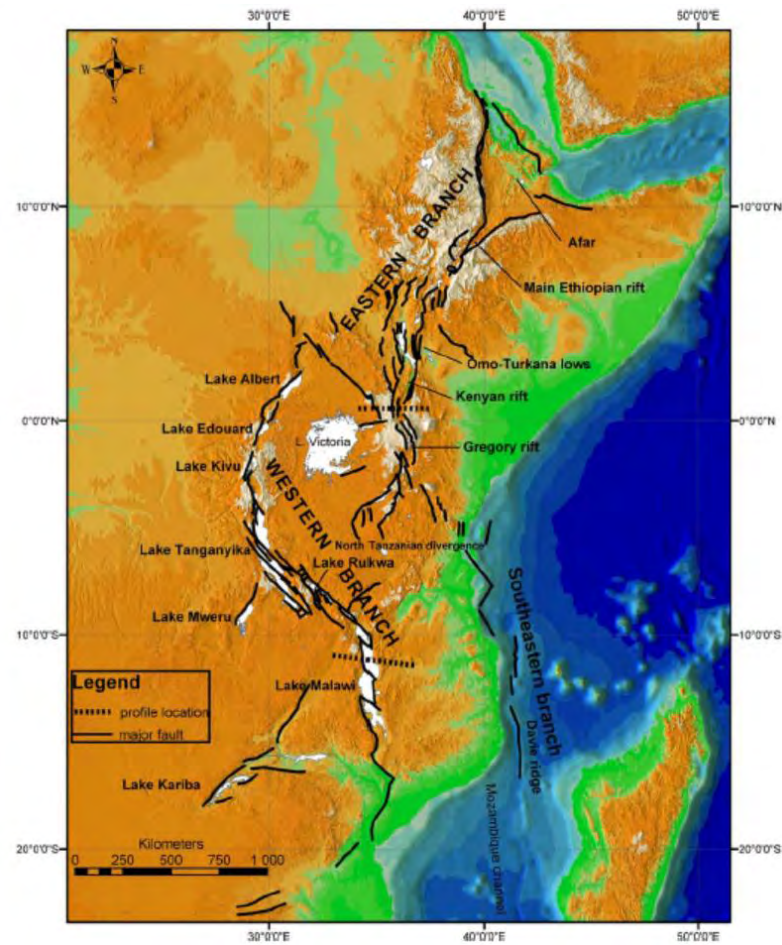 30°0'0"E 40°0'0"E 50°0'0"E
N
W E
S
10°0'0"N 10°0'0"N
EASTERN BRANCH
Afar
Main Ethiopian rift
Omo-Turkana lows
Lake Albert
Kenyan rift
0°0'0"N 0°0'0"N
Lake Edouard
L. Victoria
Gregory rift
Lake Kivu
WESTERN BRANCH
North Tanzanian divergence
Lake Tanganyika
Lake Rukwa
Southeastern branch
Lake Mweru
10°0'0"S 10°0'0"S
Legend
profile location
major fault
Lake Malawi
Davie ridge
Lake Kariba
Mozambique channel
Kilometers
0 250 500 750 1 000
20°0'0"S 20°0'0"S
30°0'0"E 40°0'0"E 50°0'0"E